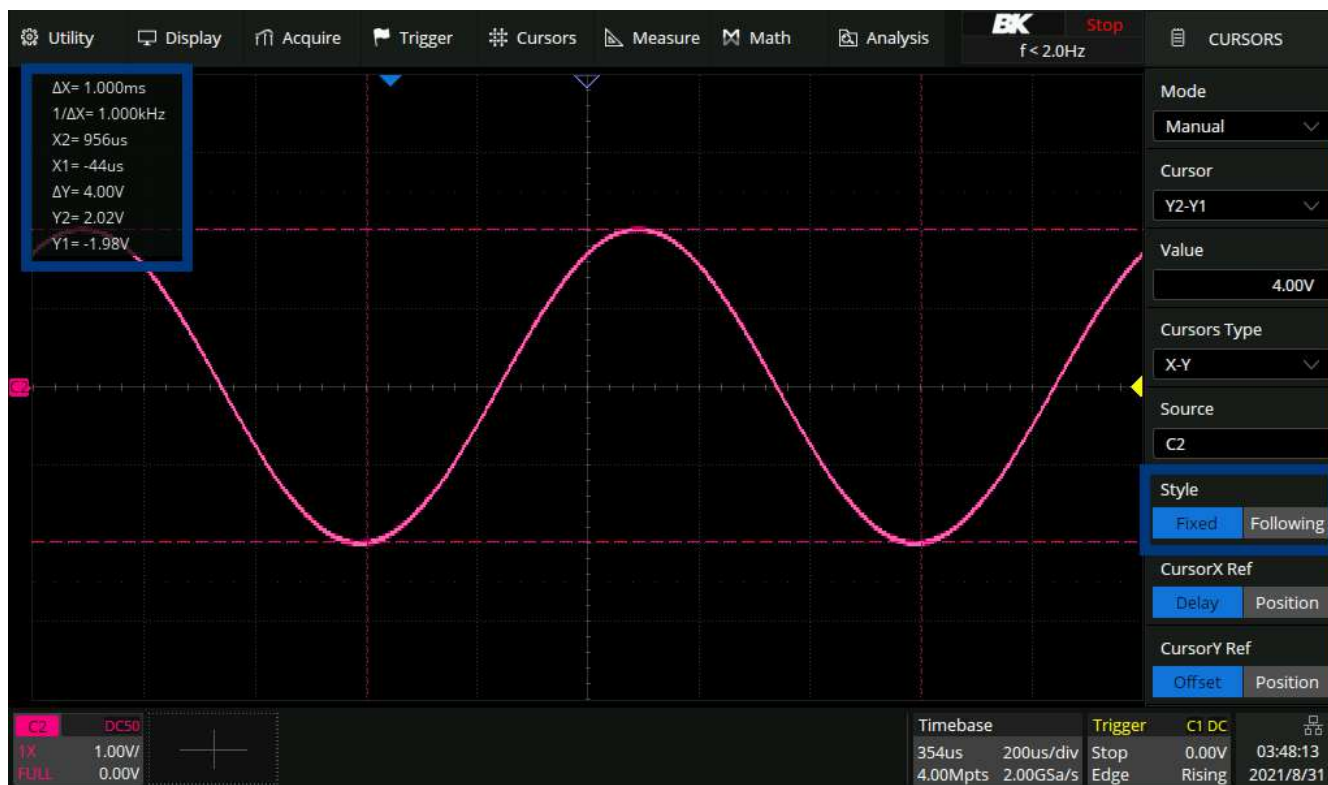 Utility Display Acquire Trigger Cursors Measure Math Analysis BK Stop CURSORS
f < 2.0Hz
ΔX= 1.000ms
1/ΔX= 1.000kHz
X2= 956us
X1= -44us
ΔY= 4.00V
Y2= 2.02V
Y1= -1.98V
Mode
Manual
Cursor
Y2-Y1
Value
4.00V
Cursors Type
X-Y
Source
C2
Style
Fixed Following
CursorX Ref
Delay Position
CursorY Ref
Offset Position
C2
C2 DC50
1X 1.00V/
FULL 0.00V
Timebase
354us 200us/div
4.00Mpts 2.00GSa/s
Trigger C1 DC
Stop 0.00V
Edge Rising
03:48:13
2021/8/31